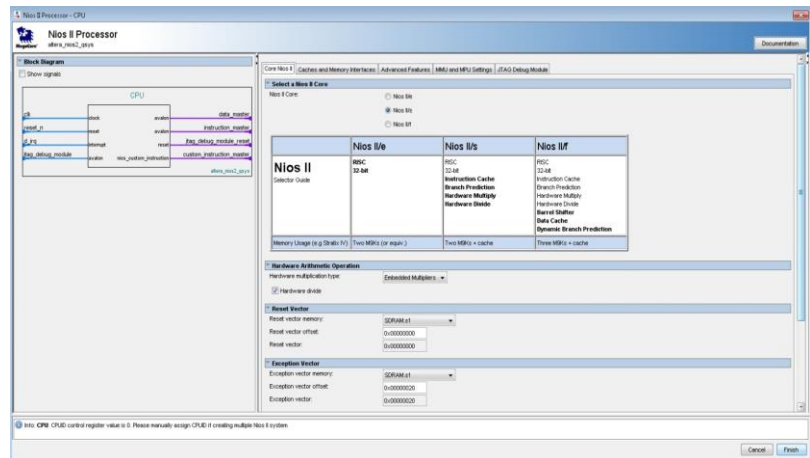 Nios II Processor - CPU
Nios II Processor
altera_nios2_qsys
MegaCore
Documentation
Block Diagram
Show signals
CPU
clk
reset_n
d_irq
jtag_debug_module
clock
reset
interrupt
avalon
avalon
avalon
reset
nios_custom_instruction
data_master
instruction_master
jtag_debug_module_reset
custom_instruction_master
altera_nios2_qsys
Core Nios II
Caches and Memory Interfaces
Advanced Features
MMU and MPU Settings
JTAG Debug Module
Select a Nios II Core
Nios II Core:
Nios II/e
Nios II/s
Nios II/f
Nios II/e Nios II/s Nios II/f
Nios II
Selector Guide
RISC
32-bit
RISC
32-bit
Instruction Cache
Branch Prediction
Hardware Multiply
Hardware Divide
RISC
32-bit
Instruction Cache
Branch Prediction
Hardware Multiply
Hardware Divide
Barrel Shifter
Data Cache
Dynamic Branch Prediction
Memory Usage (e.g Stratix IV) Two M9Ks (or equiv.) Two M9Ks + cache Three M9Ks + cache
Hardware Arithmetic Operation
Hardware multiplication type: Embedded Multipliers
Hardware divide
Reset Vector
Reset vector memory: SDRAM.s1
Reset vector offset: 0x00000000
Reset vector: 0x00000000
Exception Vector
Exception vector memory: SDRAM.s1
Exception vector offset: 0x00000020
Exception vector: 0x00000020
Info: CPU: CPUID control register value is 0. Please manually assign CPUID if creating multiple Nios II system
Cancel
Finish